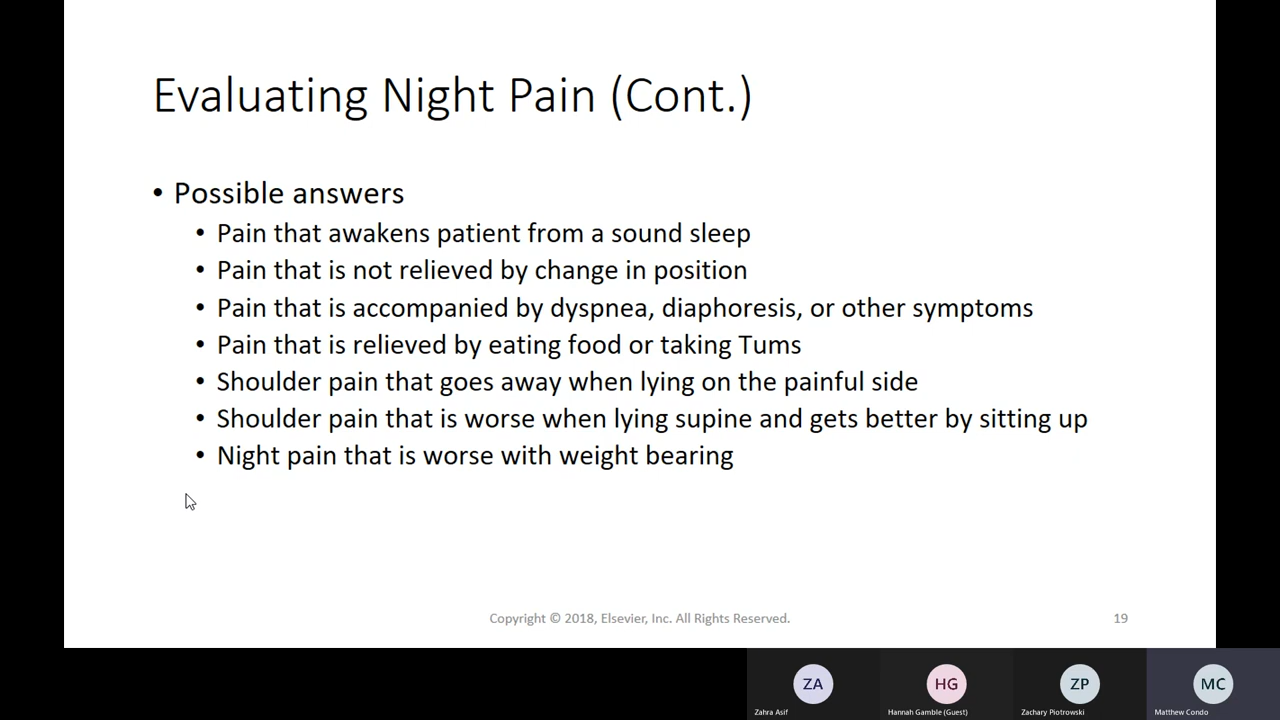 Evaluating Night Pain (Cont.)
• Possible answers
• Pain that awakens patient from a sound sleep
• Pain that is not relieved by change in position
• Pain that is accompanied by dyspnea, diaphoresis, or other symptoms
• Pain that is relieved by eating food or taking Tums
• Shoulder pain that goes away when lying on the painful side
• Shoulder pain that is worse when lying supine and gets better by sitting up
• Night pain that is worse with weight bearing
Copyright © 2018, Elsevier, Inc. All Rights Reserved.
19
ZA
HG
ZP
MC
Zahra Asif
Hannah Gamble (Guest)
Zachary Piotrowski
Matthew Condo